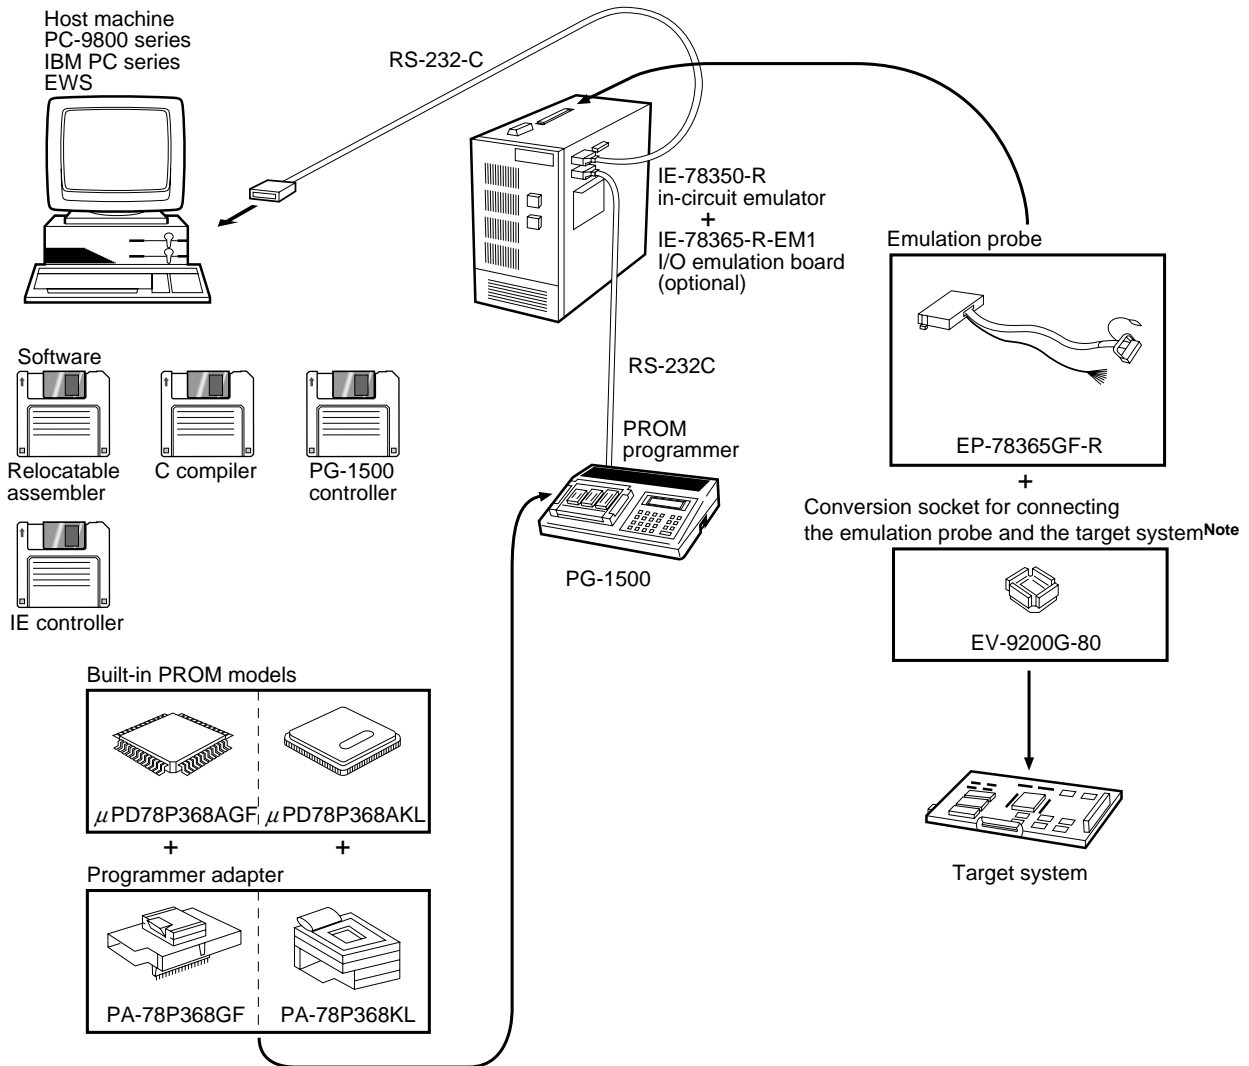 Host machine
PC-9800 series
IBM PC series
EWS
RS-232-C
IE-78350-R
in-circuit emulator
+
IE-78365-R-EM1
I/O emulation board
(optional)
Emulation probe
EP-78365GF-R
+
Conversion socket for connecting
the emulation probe and the target systemNote
EV-9200G-80
Target system
Software
Relocatable
assembler
C compiler
PG-1500
controller
IE controller
RS-232C
PROM
programmer
PG-1500
Built-in PROM models
μPD78P368AGF μPD78P368AKL
+ +
Programmer adapter
PA-78P368GF PA-78P368KL